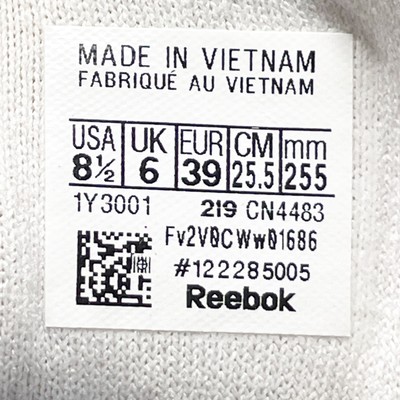 MADE IN VIETNAM
FABRIQUÉ AU VIETNAM
USA UK EUR CM mm
8½ 6 39 25.5 255
1Y3001 219 CN4483
Fv2V0CWw01686
#122285005
Reebok